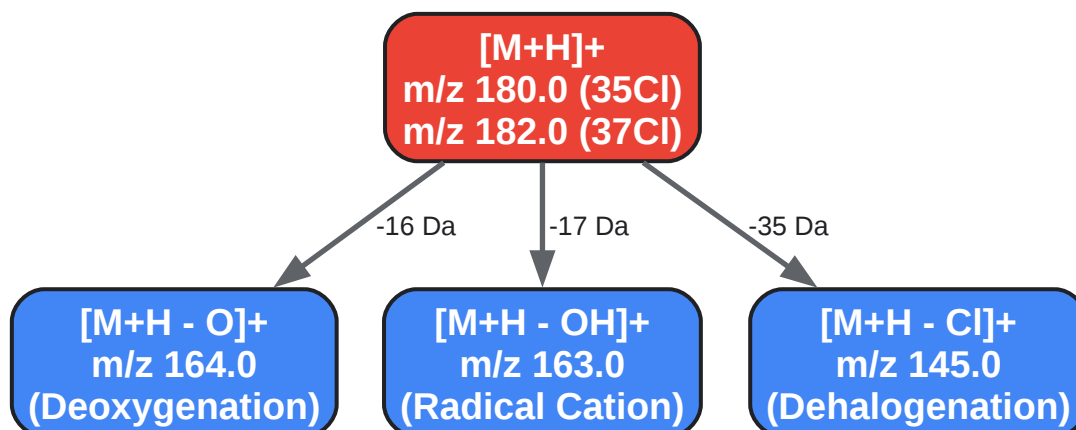 [M+H]+
m/z 180.0 (35Cl)
m/z 182.0 (37Cl)
-16 Da
-17 Da
-35 Da
[M+H - O]+
m/z 164.0
(Deoxygenation)
[M+H - OH]+
m/z 163.0
(Radical Cation)
[M+H - Cl]+
m/z 145.0
(Dehalogenation)